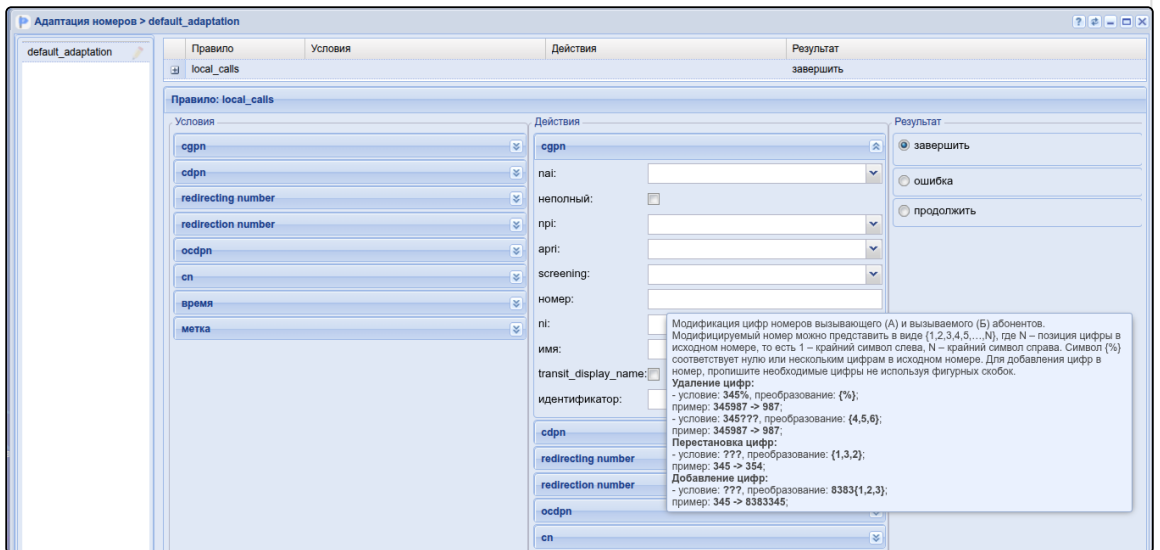 Адаптация номеров > default_adaptation
default_adaptation
Правило Условия Действия Результат
local_calls завершить
Правило: local_calls
Условия
cgpn
cdpn
redirecting number
redirection number
ocdpn
cn
время
метка
Действия
cgpn
nai:
неполный:
npi:
apri:
screening:
номер:
ni:
имя:
transit_display_name:
идентификатор:
cdpn
redirecting number
redirection number
ocdpn
cn
Результат
завершить
ошибка
продолжить
Модификация цифр номеров вызывающего (А) и вызываемого (Б) абонентов.
Модифицируемый номер можно представить в виде {1,2,3,4,5,...,N}, где N – позиция цифры в
исходном номере, то есть 1 – крайний символ слева, N – крайний символ справа. Символ {%}
соответствует нулю или нескольким цифрам в исходном номере. Для добавления цифр в
номер, пропишите необходимые цифры не используя фигурных скобок.
Удаление цифр:
- условие: 345%, преобразование: {%};
пример: 345987 -> 987;
- условие: 345???, преобразование: {4,5,6};
пример: 345987 -> 987;
Перестановка цифр:
- условие: ???, преобразование: {1,3,2};
пример: 345 -> 354;
Добавление цифр:
- условие: ???, преобразование: 8383{1,2,3};
пример: 345 -> 8383345;